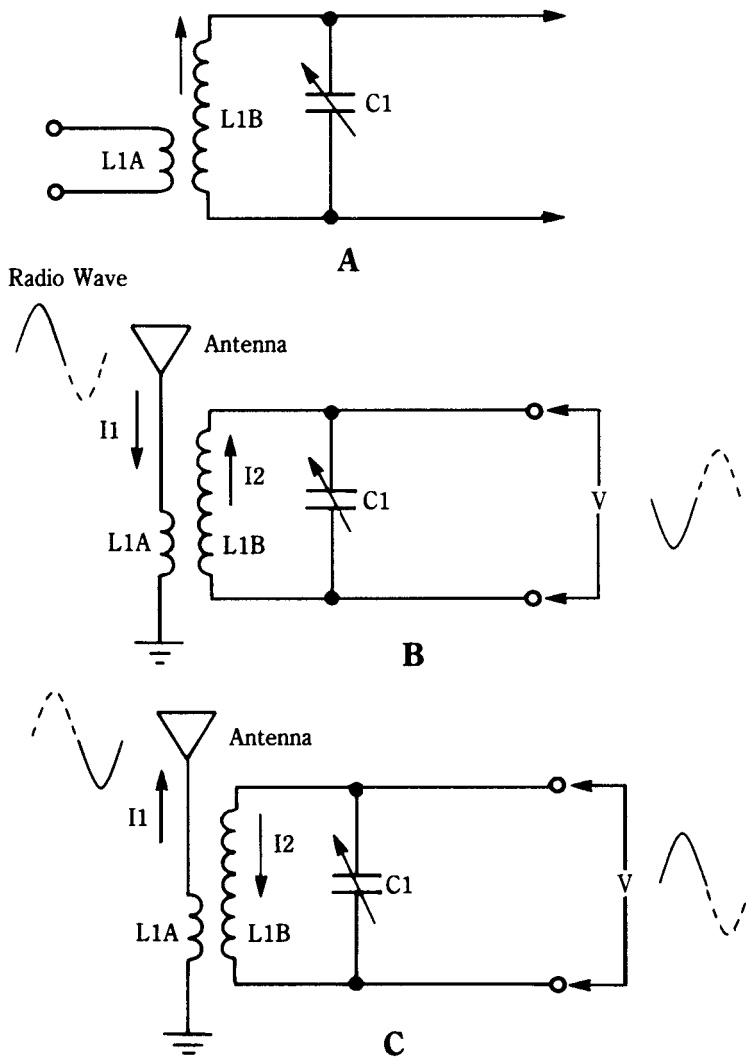 C1
L1B
L1A
A
Radio Wave
Antenna
I1
I2
C1
V
L1A
L1B
B
Antenna
I1
I2
C1
V
L1A
L1B
C